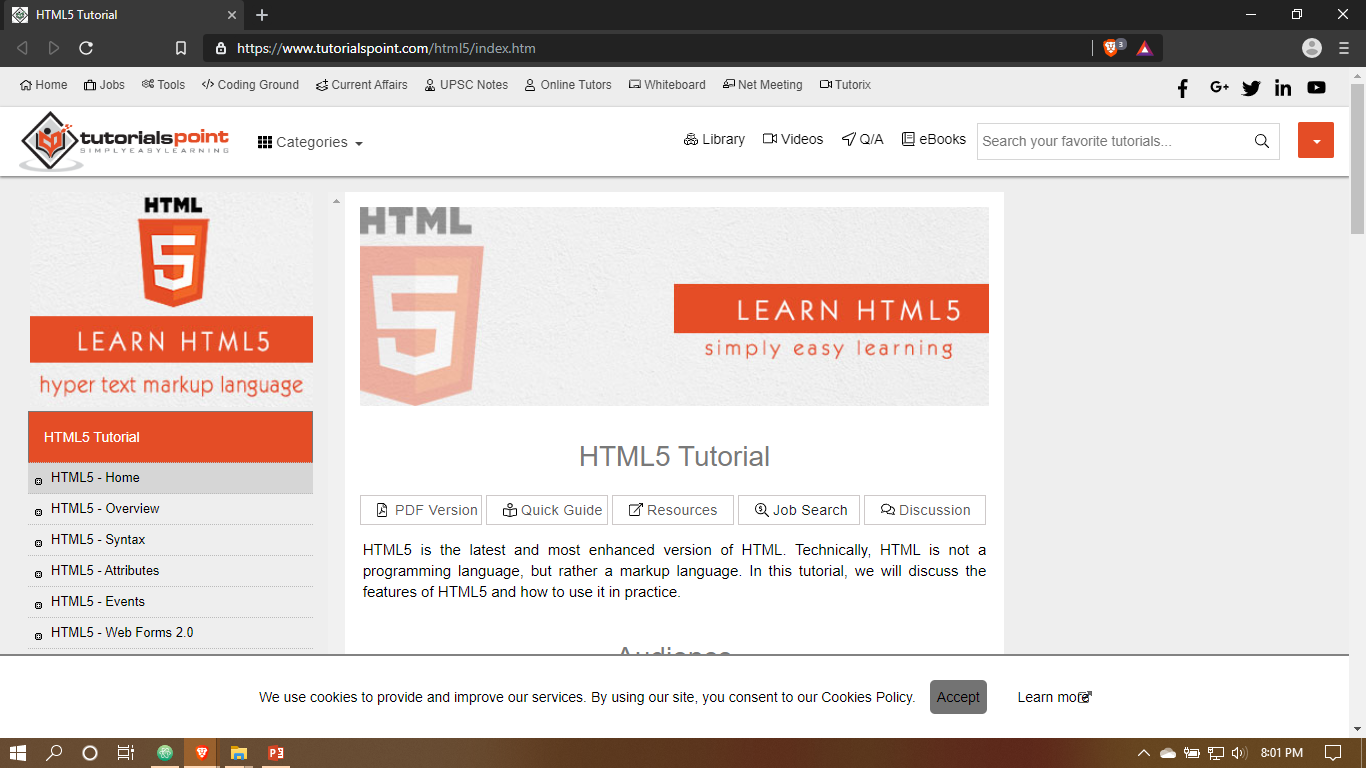 HTML5 Tutorial
https://www.tutorialspoint.com/html5/index.htm
3
Home Jobs Tools Coding Ground Current Affairs UPSC Notes Online Tutors Whiteboard Net Meeting Tutorix
tutorialspoint
SIMPLYEASYLEARNING
Categories
Library Videos Q/A eBooks Search your favorite tutorials...
HTML
5
LEARN HTML5
hyper text markup language
HTML5 Tutorial
HTML5 - Home
HTML5 - Overview
HTML5 - Syntax
HTML5 - Attributes
HTML5 - Events
HTML5 - Web Forms 2.0
HTML
5
LEARN HTML5
simply easy learning
HTML5 Tutorial
PDF Version Quick Guide Resources Job Search Discussion
HTML5 is the latest and most enhanced version of HTML. Technically, HTML is not a
programming language, but rather a markup language. In this tutorial, we will discuss the
features of HTML5 and how to use it in practice.
Audience
We use cookies to provide and improve our services. By using our site, you consent to our Cookies Policy. Accept Learn more
8:01 PM